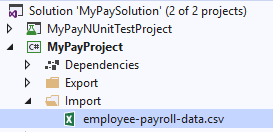 Solution 'MyPaySolution' (2 of 2 projects)
MyPayNUnitTestProject
C# MyPayProject
Dependencies
Export
Import
employee-payroll-data.csv